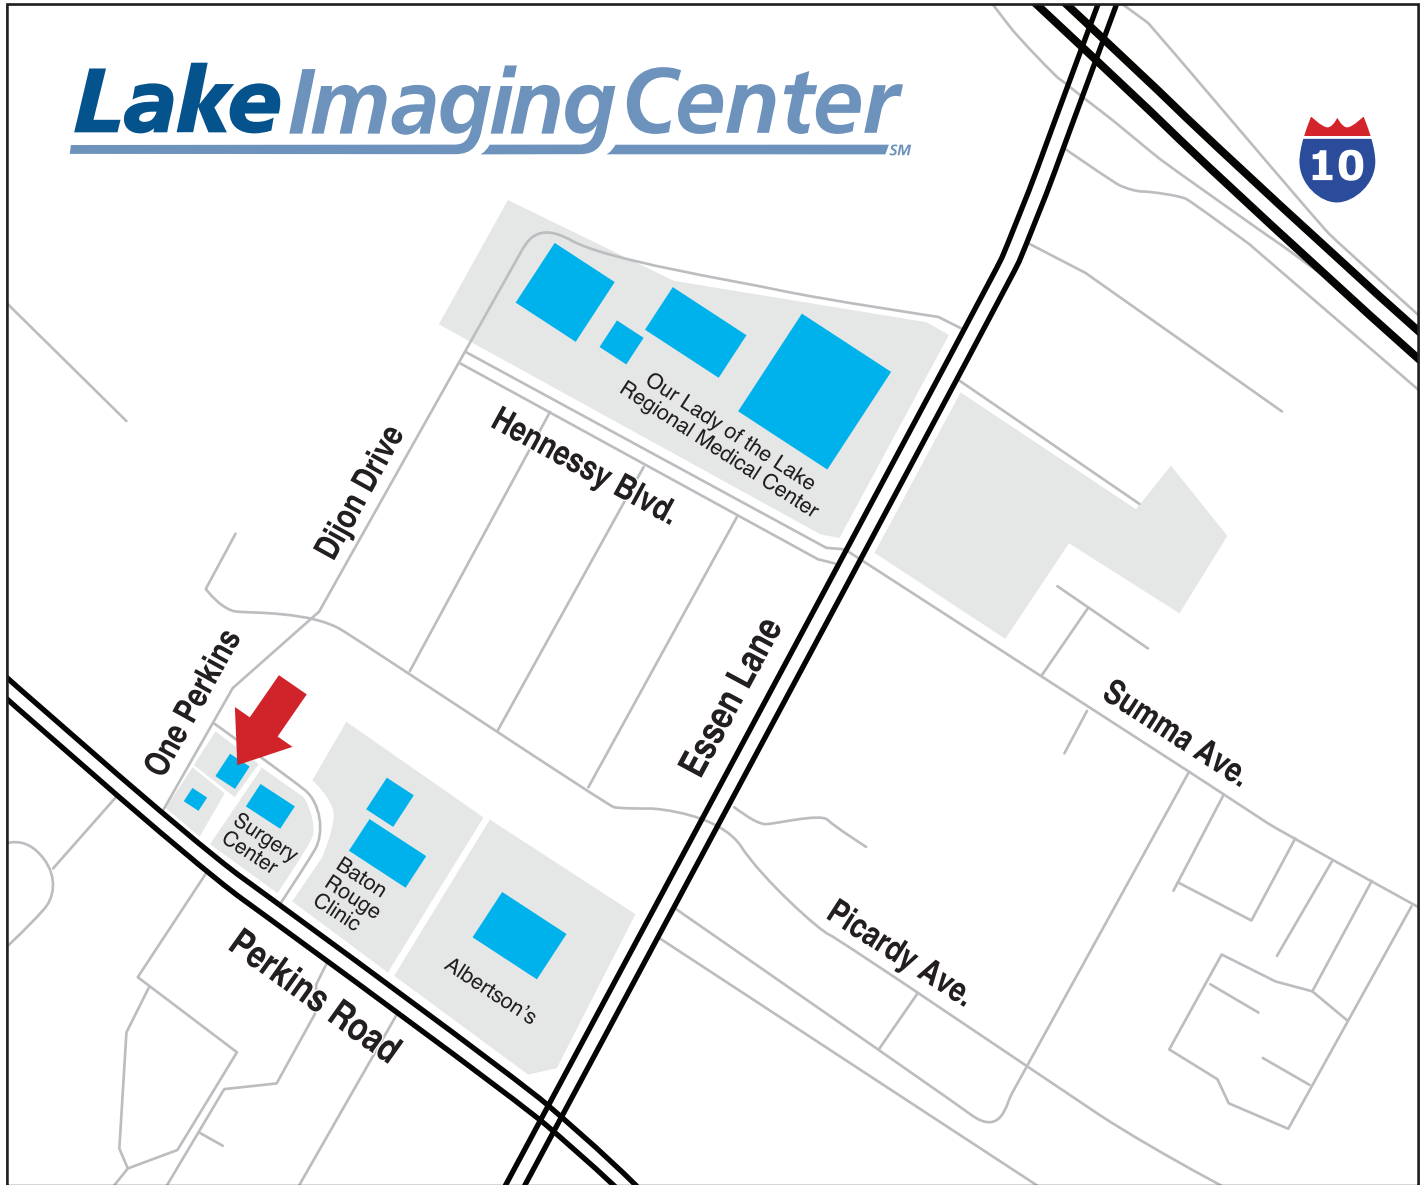 Lake Imaging Center SM
10
Our Lady of the Lake
Regional Medical Center
Hennessy Blvd.
Dijon Drive
One Perkins
Essen Lane
Summa Ave.
Surgery
Center
Baton
Rouge
Clinic
Albertson's
Picardy Ave.
Perkins Road